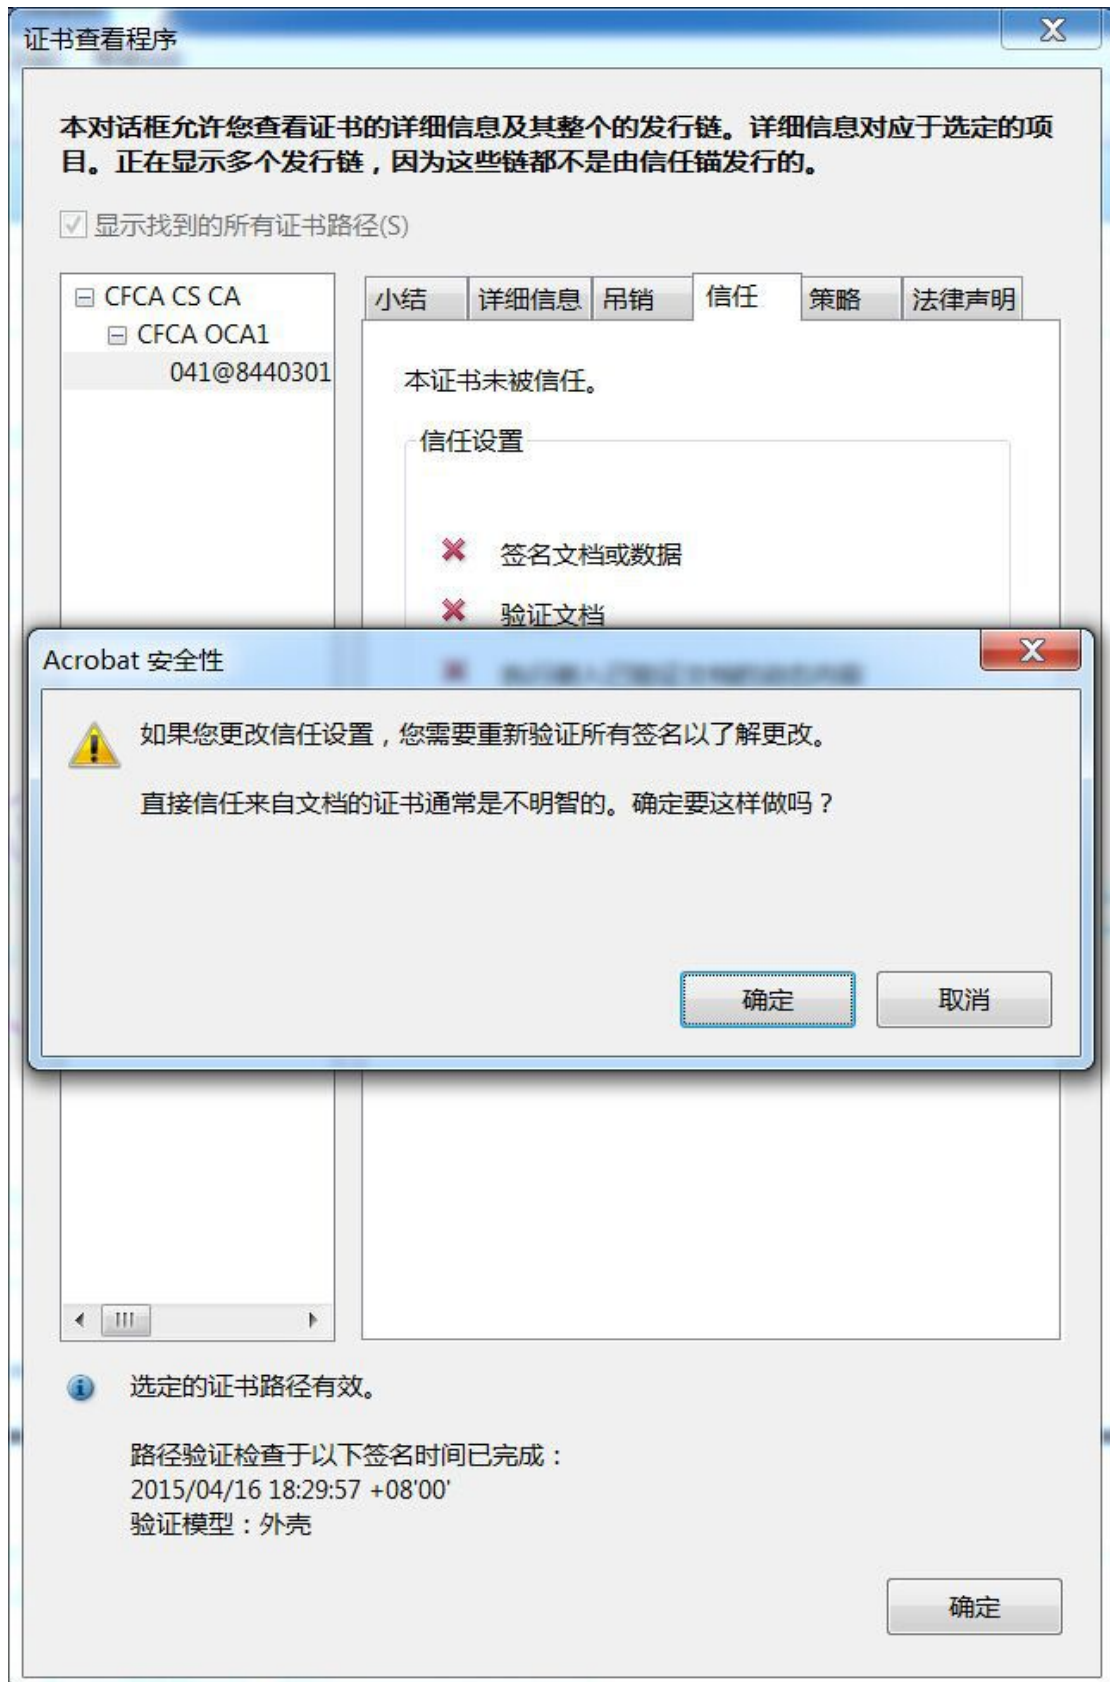 证书查看程序
本对话框允许您查看证书的详细信息及其整个的发行链。详细信息对应于选定的项
目。正在显示多个发行链，因为这些链都不是由信任锚发行的。
显示找到的所有证书路径(S)
CFCA CS CA
CFCA OCA1
041@8440301
小结 详细信息 吊销 信任 策略 法律声明
本证书未被信任。
信任设置
签名文档或数据
验证文档
Acrobat 安全性
如果您更改信任设置，您需要重新验证所有签名以了解更改。
直接信任来自文档的证书通常是不明智的。确定要这样做吗？
确定 取消
选定的证书路径有效。
路径验证检查于以下签名时间已完成：
2015/04/16 18:29:57 +08'00'
验证模型：外壳
确定